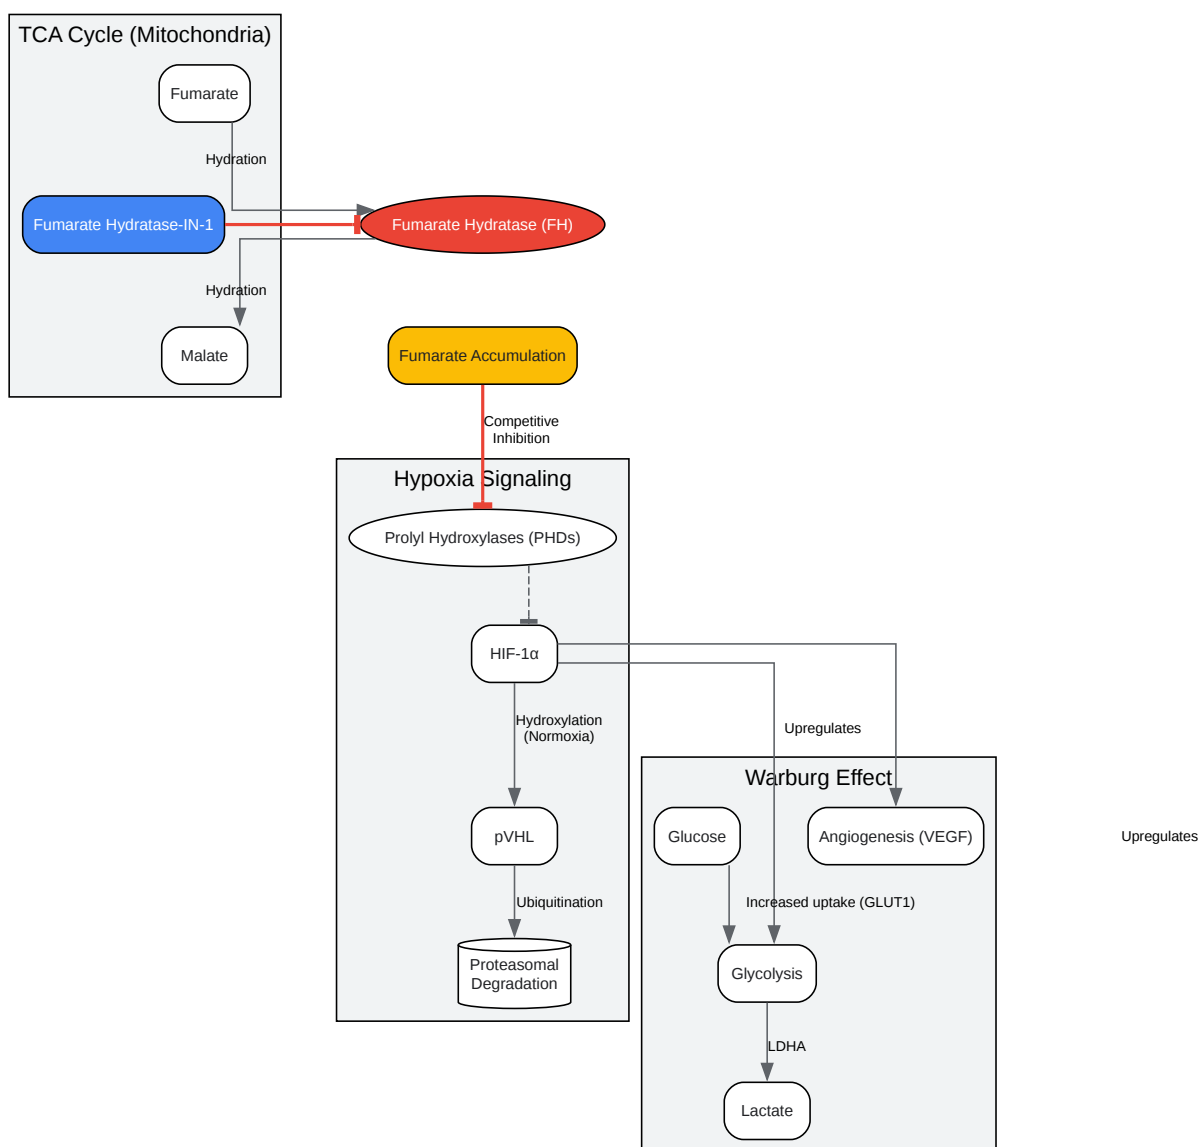 TCA Cycle (Mitochondria)
Fumarate
Hydration
Fumarate Hydratase-IN-1
Fumarate Hydratase (FH)
Hydration
Malate
Fumarate Accumulation
Competitive
Inhibition
Hypoxia Signaling
Prolyl Hydroxylases (PHDs)
HIF-1α
Hydroxylation
(Normoxia)
Upregulates
Warburg Effect
pVHL
Glucose
Angiogenesis (VEGF)
Upregulates
Ubiquitination
Increased uptake (GLUT1)
Proteasomal
Degradation
Glycolysis
LDHA
Lactate